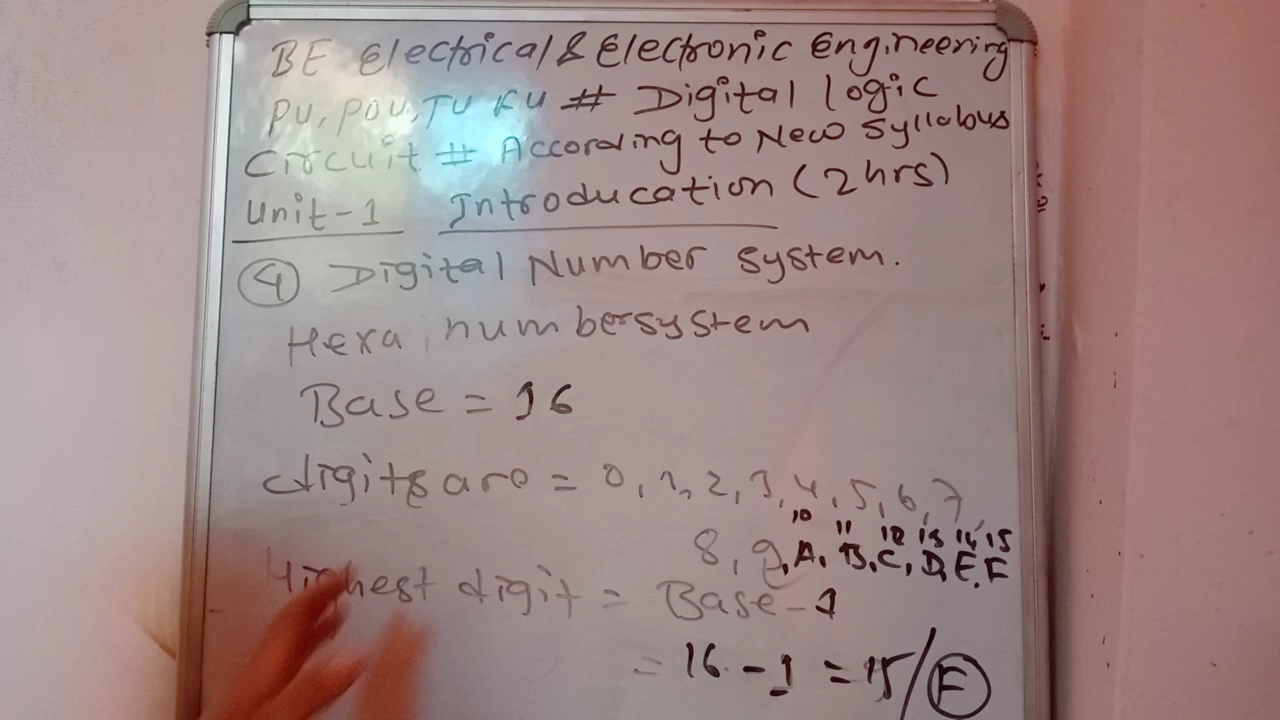 BE Electrical & Electronic Engineering
PU, POU, TU KU # Digital Logic
Circuit # According to New Syllabus
Unit-1 Introducation (2hrs)
④ Digital Number system.
Hexa, numbersystem
Base = 16
digits are = 0, 1, 2, 3, 4, 5, 6, 7,
10 11 12 13 14 15
8, 9, A, B, C, D, E, F
Highest digit = Base - 1
= 16 - 1 = 15/Ⓕ